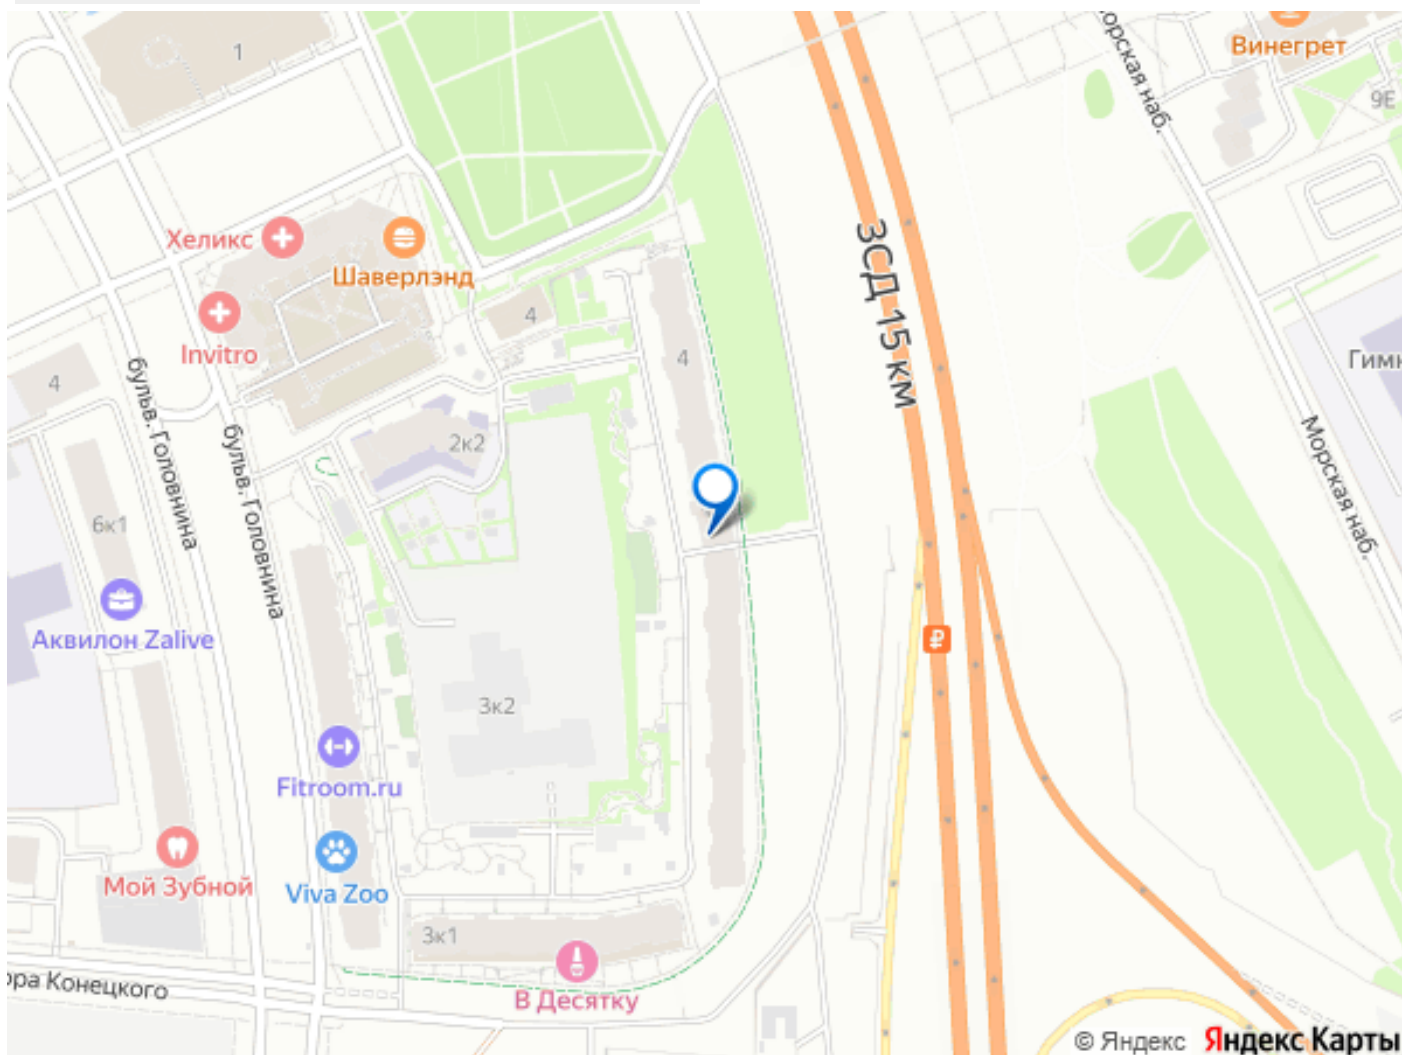 1
орская наб.
Винегрет
9Е
Хеликс
Шаверлэнд
ЗСД 15 км
Invitro
4
4
4
Гимн
бульв. Головнина
бульв. Головнина
2к2
Морская наб.
6к1
Аквилон Zalive
₽
3к2
Fitroom.ru
Мой Зубной
Viva Zoo
3к1
ора Конецкого
В Десятку
© Яндекс Яндекс Карты